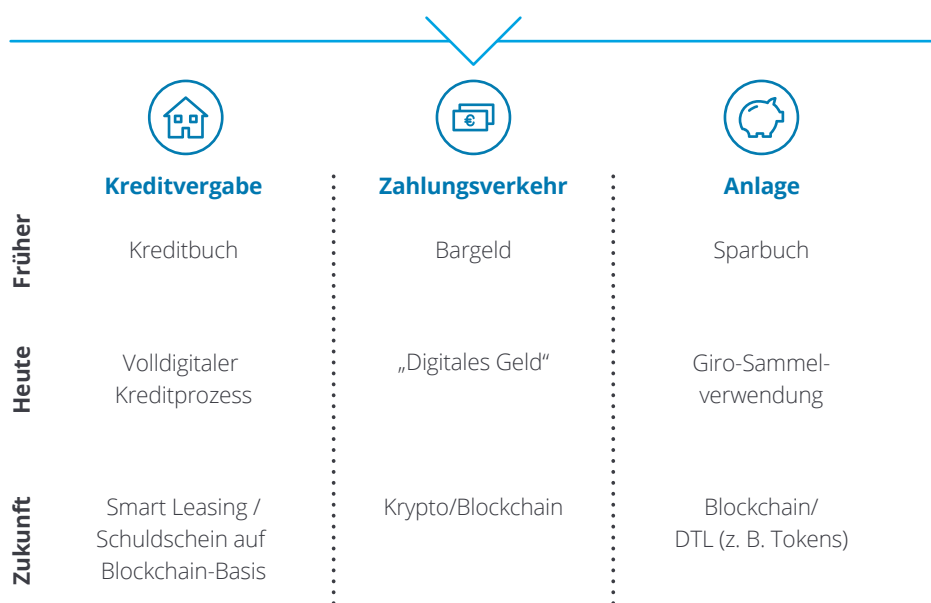 €
Kreditvergabe
Zahlungsverkehr
Anlage
Früher
Kreditbuch
Bargeld
Sparbuch
Heute
Volldigitaler
Kreditprozess
„Digitales Geld“
Giro-Sammel-
verwendung
Zukunft
Smart Leasing /
Schuldschein auf
Blockchain-Basis
Krypto/Blockchain
Blockchain/
DTL (z. B. Tokens)